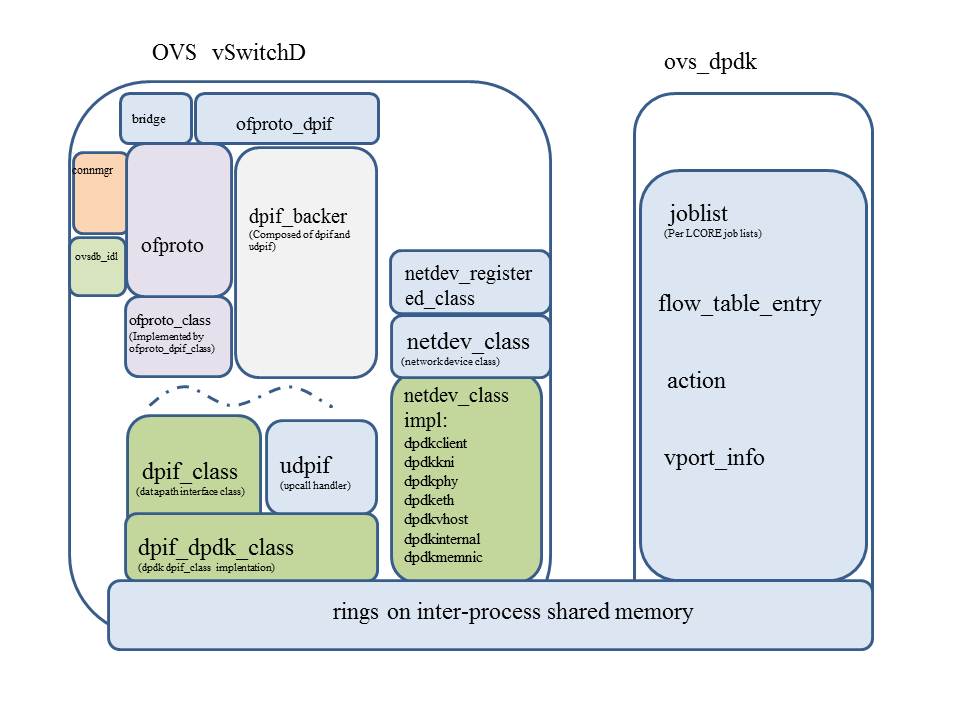 OVS vSwitchD
ovs_dpdk
bridge
ofproto_dpif
connmgr
ofproto
dpif_backer
(Composed of dpif and
udpif)
ovsdb_idl
ofproto_class
(Implemented by
ofproto_dpif_class)
netdev_register
ed_class
netdev_class
(network device class)
netdev_class
impl:
dpdkclient
dpdkkni
dpdkphy
dpdketh
dpdkvhost
dpdkinternal
dpdkmemnic
dpif_class
(datapath interface class)
udpif
(upcall handler)
dpif_dpdk_class
(dpdk dpif_class implentation)
joblist
(Per LCORE job lists)
flow_table_entry
action
vport_info
rings on inter-process shared memory